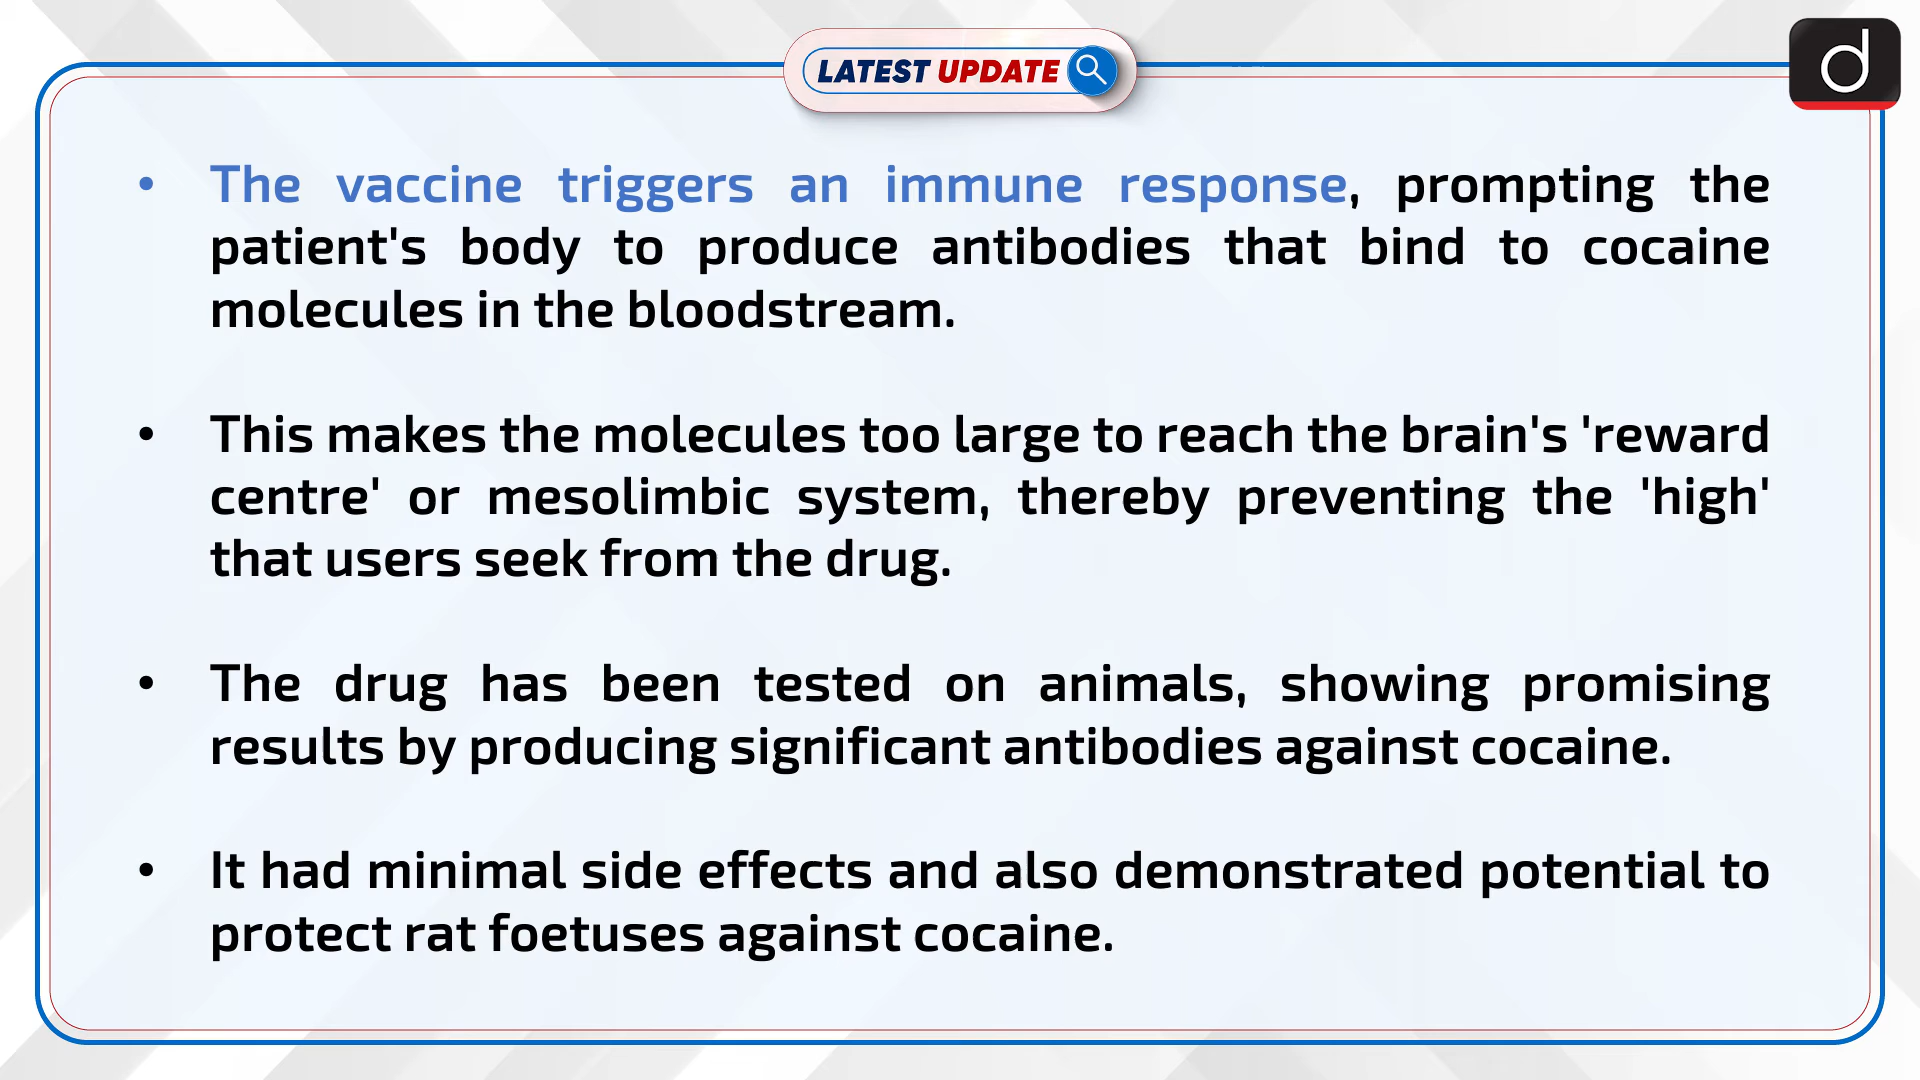 LATEST UPDATE
d
• The vaccine triggers an immune response, prompting the
patient's body to produce antibodies that bind to cocaine
molecules in the bloodstream.
• This makes the molecules too large to reach the brain's 'reward
centre' or mesolimbic system, thereby preventing the 'high'
that users seek from the drug.
• The drug has been tested on animals, showing promising
results by producing significant antibodies against cocaine.
• It had minimal side effects and also demonstrated potential to
protect rat foetuses against cocaine.